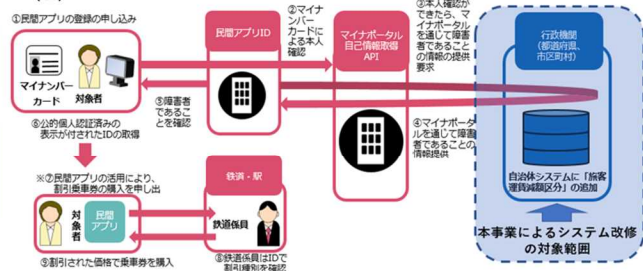 ①民間アプリの登録の申し込み
マイナンバー
カード
対象者
②マイナ
ンバー
カードに
よる本人
確認
民間アプリID
マイナポータル
自己情報取得
API
③本人確認が
できたら、マ
イナポータル
を通じて障害
者であること
の情報の提供
要求
行政機関
(都道府県、
市区町村)
⑤障害者
であるこ
とを確認
④マイナポータ
ルを通じて障害
者であることの
情報提供
⑥公的個人認証済みの
表示が付されたIDの取得
※⑦民間アプリの活用により、
割引乗車券の購入を申し出
対象者
民間
アプリ
鉄道・駅
鉄道係員
⑨割引された価格で乗車券を購入
⑧鉄道係員はIDで
割引種別を確認
自治体システムに「旅客
運賃減額区分」の追加
本事業によるシステム改修
の対象範囲